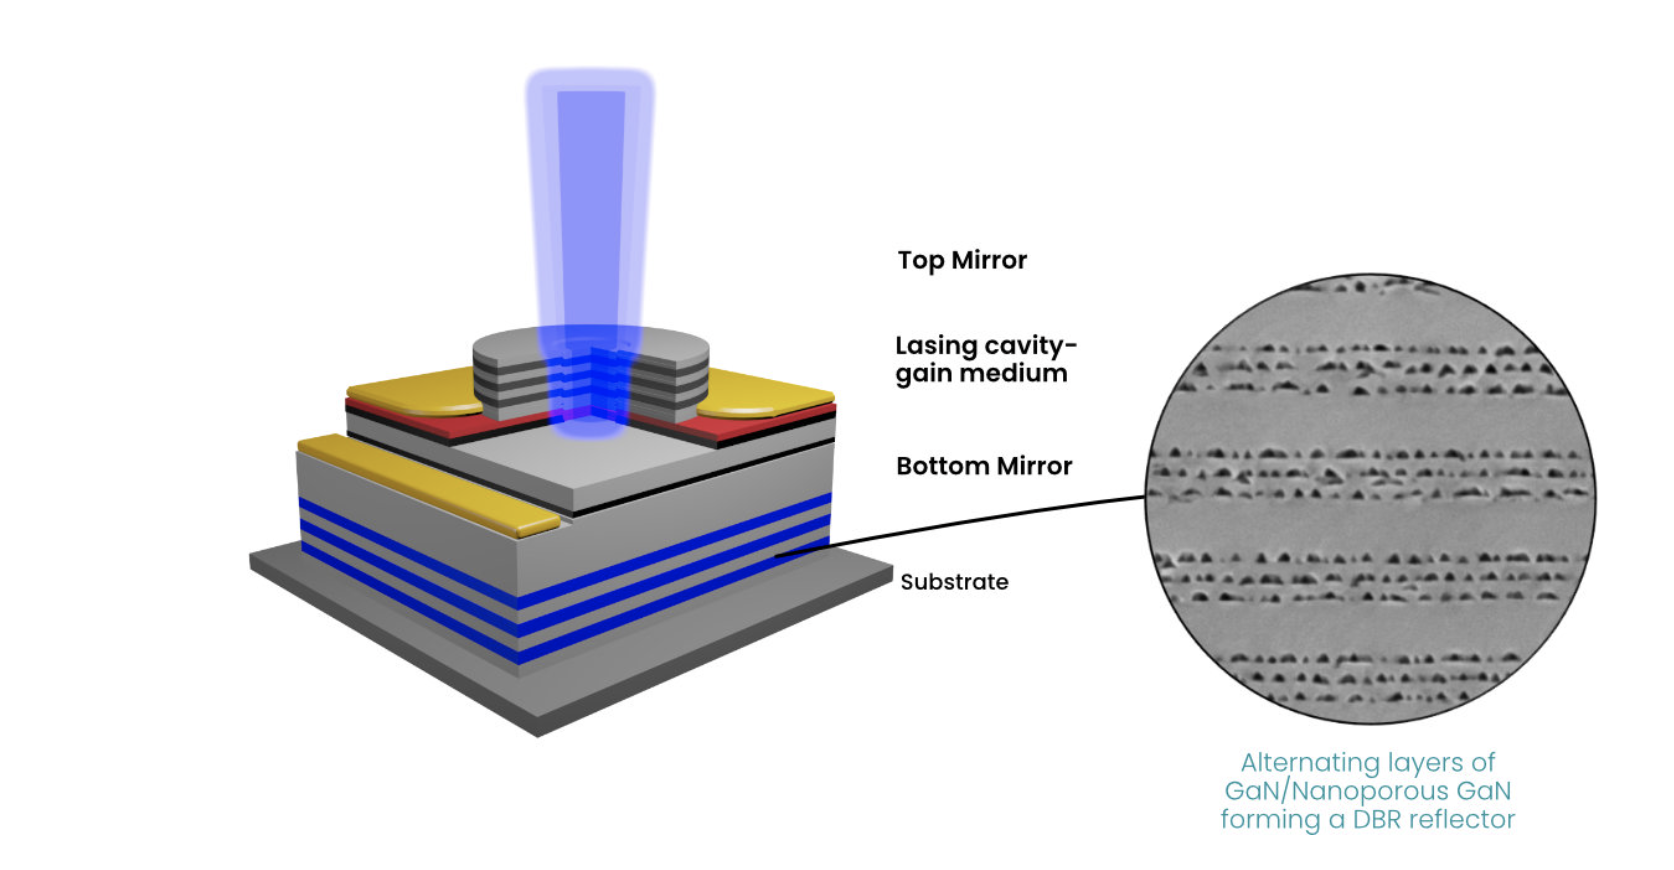 Top Mirror
Lasing cavity-
gain medium
Bottom Mirror
Substrate
Alternating layers of
GaN/Nanoporous GaN
forming a DBR reflector